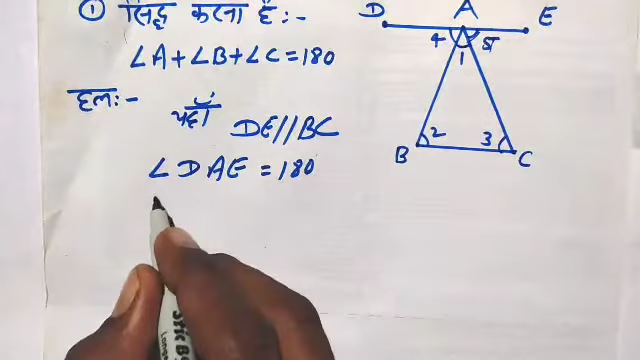 ① सिद्ध करना है:-
∠A+∠B+∠C=180
हल:-
यहाँ DE//BC
∠DAE=180
D A E
4 1 5
2 3
B C